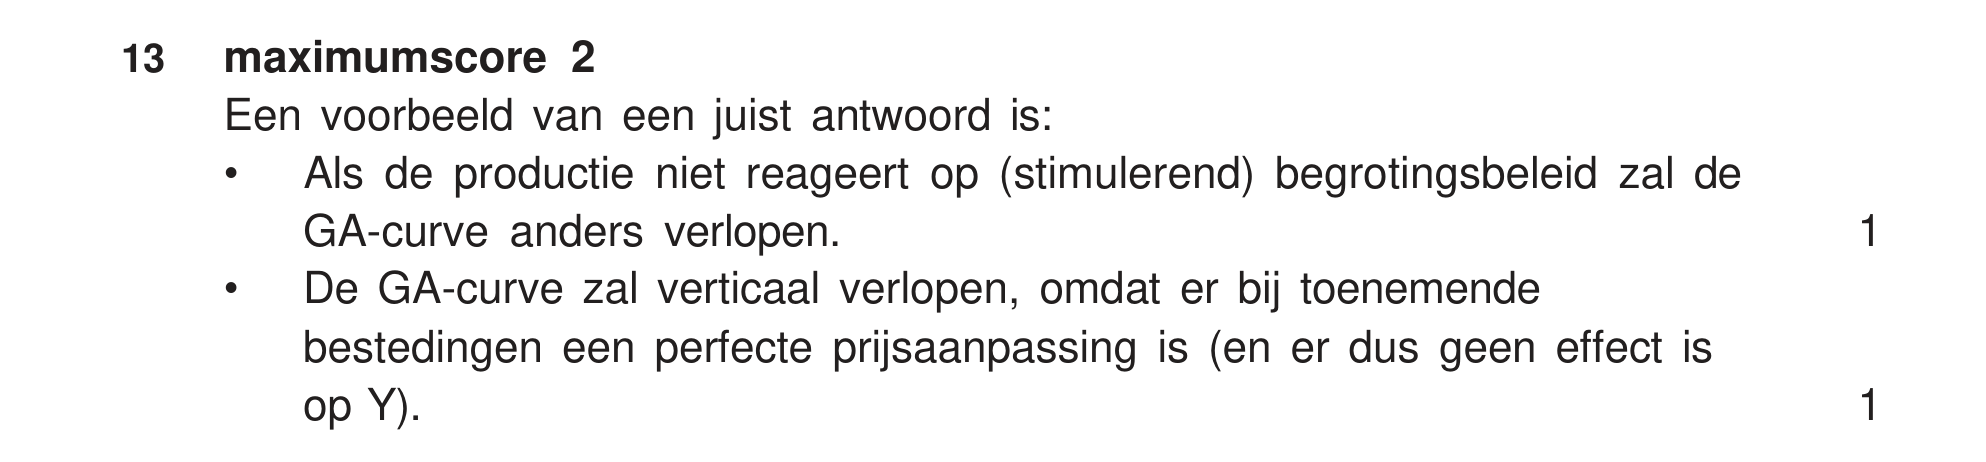 13 maximumscore 2
Een voorbeeld van een juist antwoord is:
• Als de productie niet reageert op (stimulerend) begrotingsbeleid zal de
GA-curve anders verlopen. 1
• De GA-curve zal verticaal verlopen, omdat er bij toenemende
bestedingen een perfecte prijsaanpassing is (en er dus geen effect is
op Y). 1